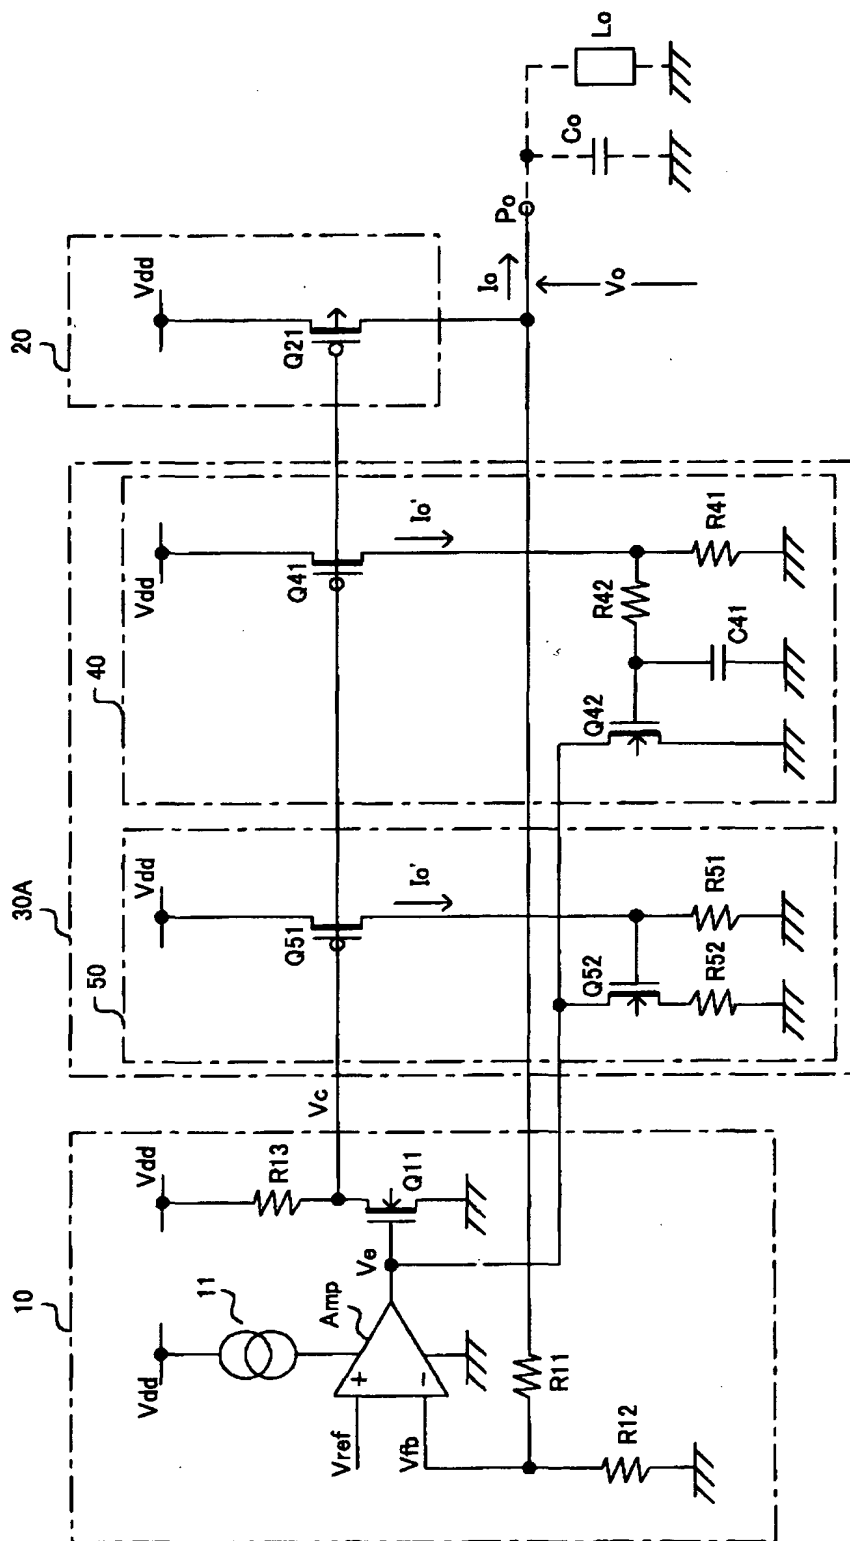 10
Vdd
11
Vdd
R13
Vref
Vfb
+
-
Amp
Ve
Vc
Q11
R11
R12
30A
50
Vdd
Q51
Io'
Q52
R52
R51
40
Vdd
Q41
Io'
Q42
R42
C41
R41
20
Vdd
Q21
Io
Po
Vo
Co
Lo